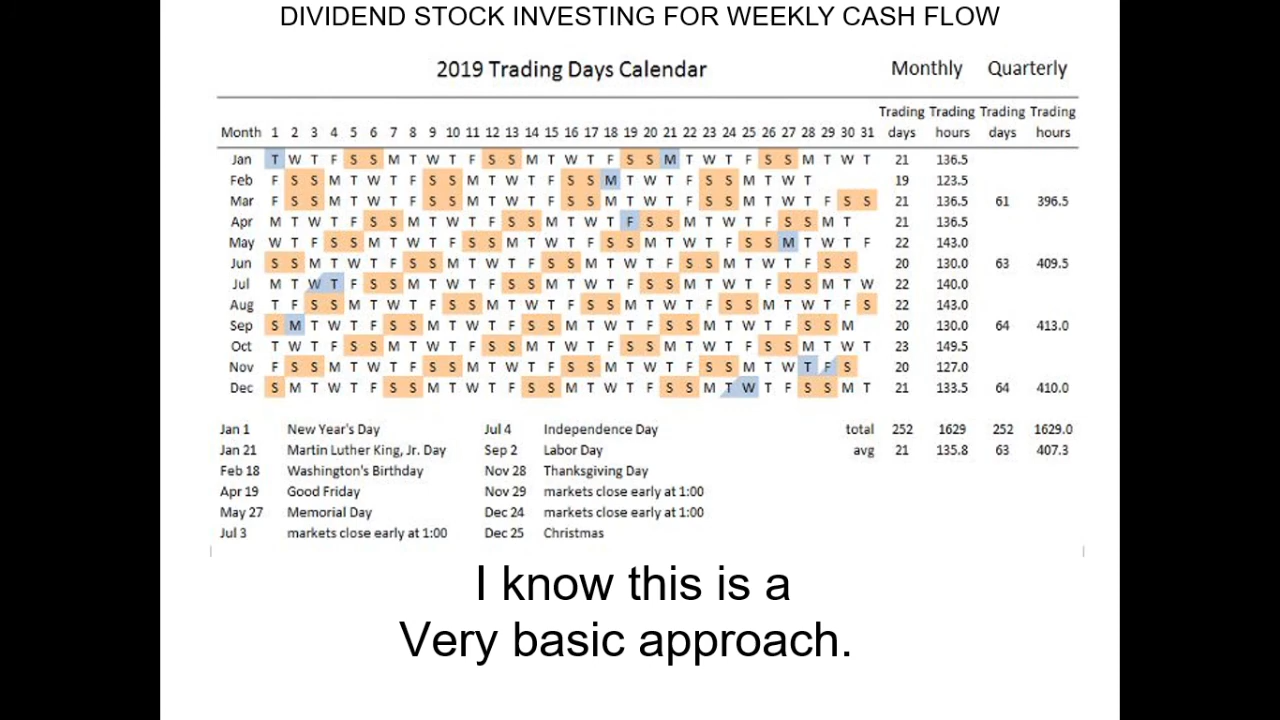 DIVIDEND STOCK INVESTING FOR WEEKLY CASH FLOW
2019 Trading Days Calendar Monthly Quarterly
Trading Trading Trading Trading
Month 1 2 3 4 5 6 7 8 9 10 11 12 13 14 15 16 17 18 19 20 21 22 23 24 25 26 27 28 29 30 31 days hours days hours
Jan T W T F S S M T W T F S S M T W T F S S M T W T F S S M T W T 21 136.5
Feb F S S M T W T F S S M T W T F S S M T W T F S S M T W T 19 123.5
Mar F S S M T W T F S S M T W T F S S M T W T F S S M T W T F S S 21 136.5 61 396.5
Apr M T W T F S S M T W T F S S M T W T F S S M T W T F S S M T 21 136.5
May W T F S S M T W T F S S M T W T F S S M T W T F S S M T W T F 22 143.0
Jun S S M T W T F S S M T W T F S S M T W T F S S M T W T F S S 20 130.0 63 409.5
Jul M T W T F S S M T W T F S S M T W T F S S M T W T F S S M T W 22 140.0
Aug T F S S M T W T F S S M T W T F S S M T W T F S S M T W T F S 22 143.0
Sep S M T W T F S S M T W T F S S M T W T F S S M T W T F S S M 20 130.0 64 413.0
Oct T W T F S S M T W T F S S M T W T F S S M T W T F S S M T W T 23 149.5
Nov F S S M T W T F S S M T W T F S S M T W T F S S M T W T F S 20 127.0
Dec S M T W T F S S M T W T F S S M T W T F S S M T W T F S S M T 21 133.5 64 410.0
Jan 1 New Year's Day Jul 4 Independence Day total 252 1629 252 1629.0
Jan 21 Martin Luther King, Jr. Day Sep 2 Labor Day avg 21 135.8 63 407.3
Feb 18 Washington's Birthday Nov 28 Thanksgiving Day
Apr 19 Good Friday Nov 29 markets close early at 1:00
May 27 Memorial Day Dec 24 markets close early at 1:00
Jul 3 markets close early at 1:00 Dec 25 Christmas
I know this is a
Very basic approach.